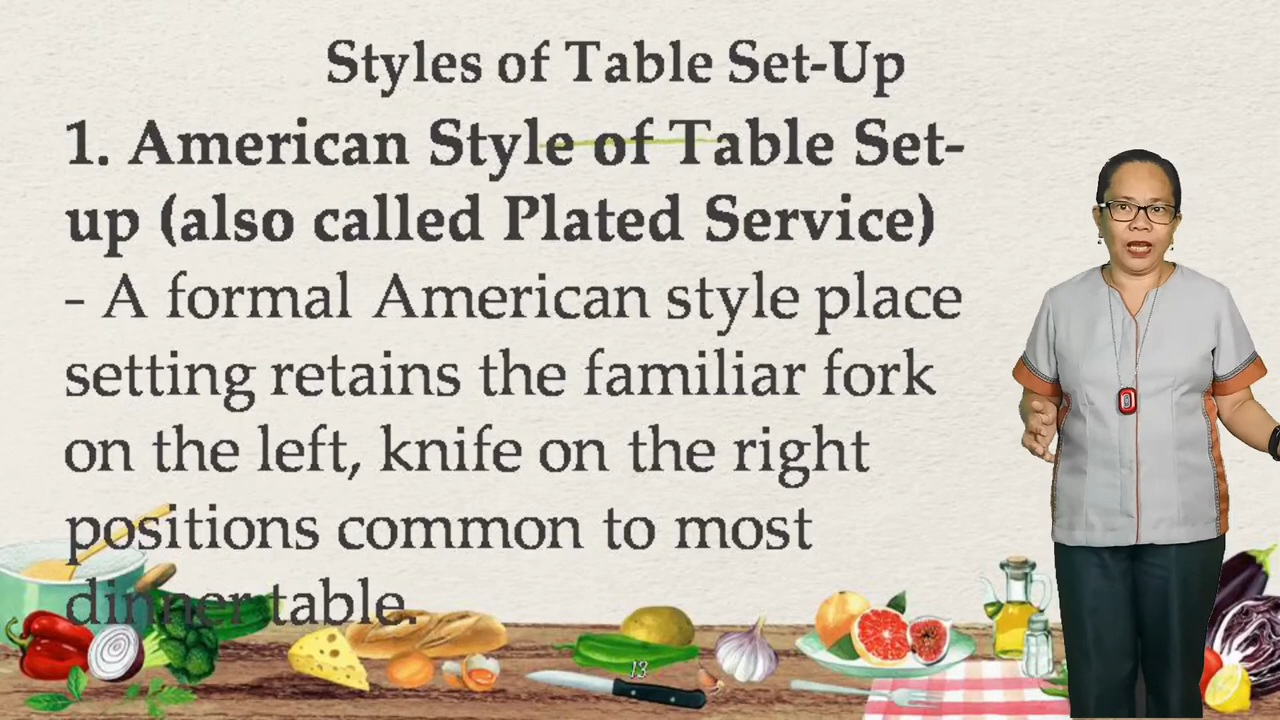 Styles of Table Set-Up
1. American Style of Table Set-
up (also called Plated Service)
- A formal American style place
setting retains the familiar fork
on the left, knife on the right
positions common to most
dinner table.
13